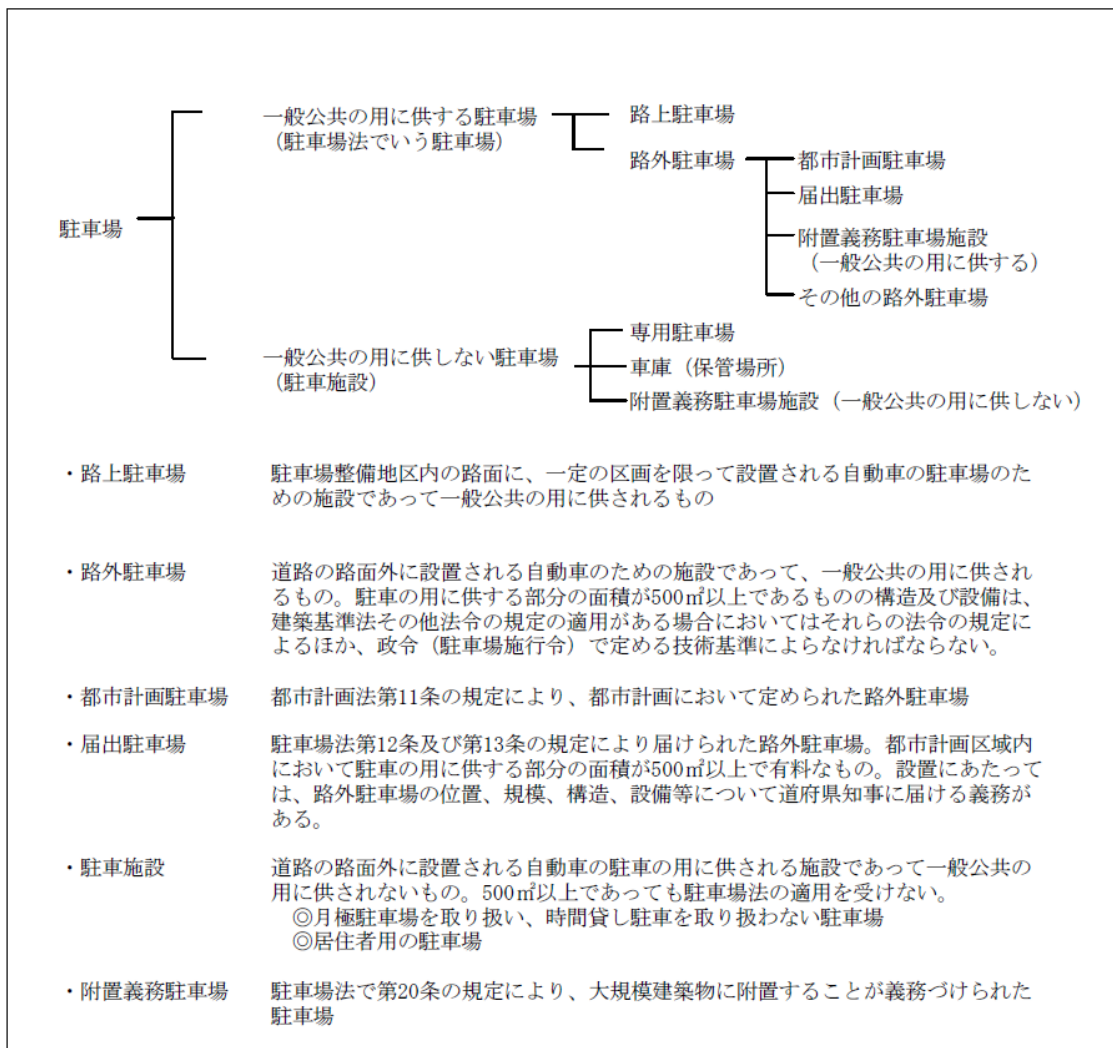 一般公共の用に供する駐車場
(駐車場法でいう駐車場)
路上駐車場
路外駐車場
都市計画駐車場
届出駐車場
附置義務駐車場施設
(一般公共の用に供する)
その他の路外駐車場
駐車場
一般公共の用に供しない駐車場
(駐車施設)
専用駐車場
車庫(保管場所)
附置義務駐車場施設(一般公共の用に供しない)
・路上駐車場 駐車場整備地区内の路面に、一定の区画を限って設置される自動車の駐車場のた
めの施設であって一般公共の用に供されるもの
・路外駐車場 道路の路面外に設置される自動車のための施設であって、一般公共の用に供され
るもの。駐車の用に供する部分の面積が500㎡以上であるものの構造及び設備は、
建築基準法その他法令の規定の適用がある場合においてはそれらの法令の規定に
よるほか、政令(駐車場施行令)で定める技術基準によらなければならない。
・都市計画駐車場 都市計画法第11条の規定により、都市計画において定められた路外駐車場
・届出駐車場 駐車場法第12条及び第13条の規定により届けられた路外駐車場。都市計画区域内
において駐車の用に供する部分の面積が500㎡以上で有料なもの。設置にあたって
は、路外駐車場の位置、規模、構造、設備等について道府県知事に届ける義務が
ある。
・駐車施設 道路の路面外に設置される自動車の駐車の用に供される施設であって一般公共の
用に供されないもの。500㎡以上であっても駐車場法の適用を受けない。
◎月極駐車場を取り扱い、時間貸し駐車を取り扱わない駐車場
◎居住者用の駐車場
・附置義務駐車場 駐車場法で第20条の規定により、大規模建築物に附置することが義務づけられた
駐車場